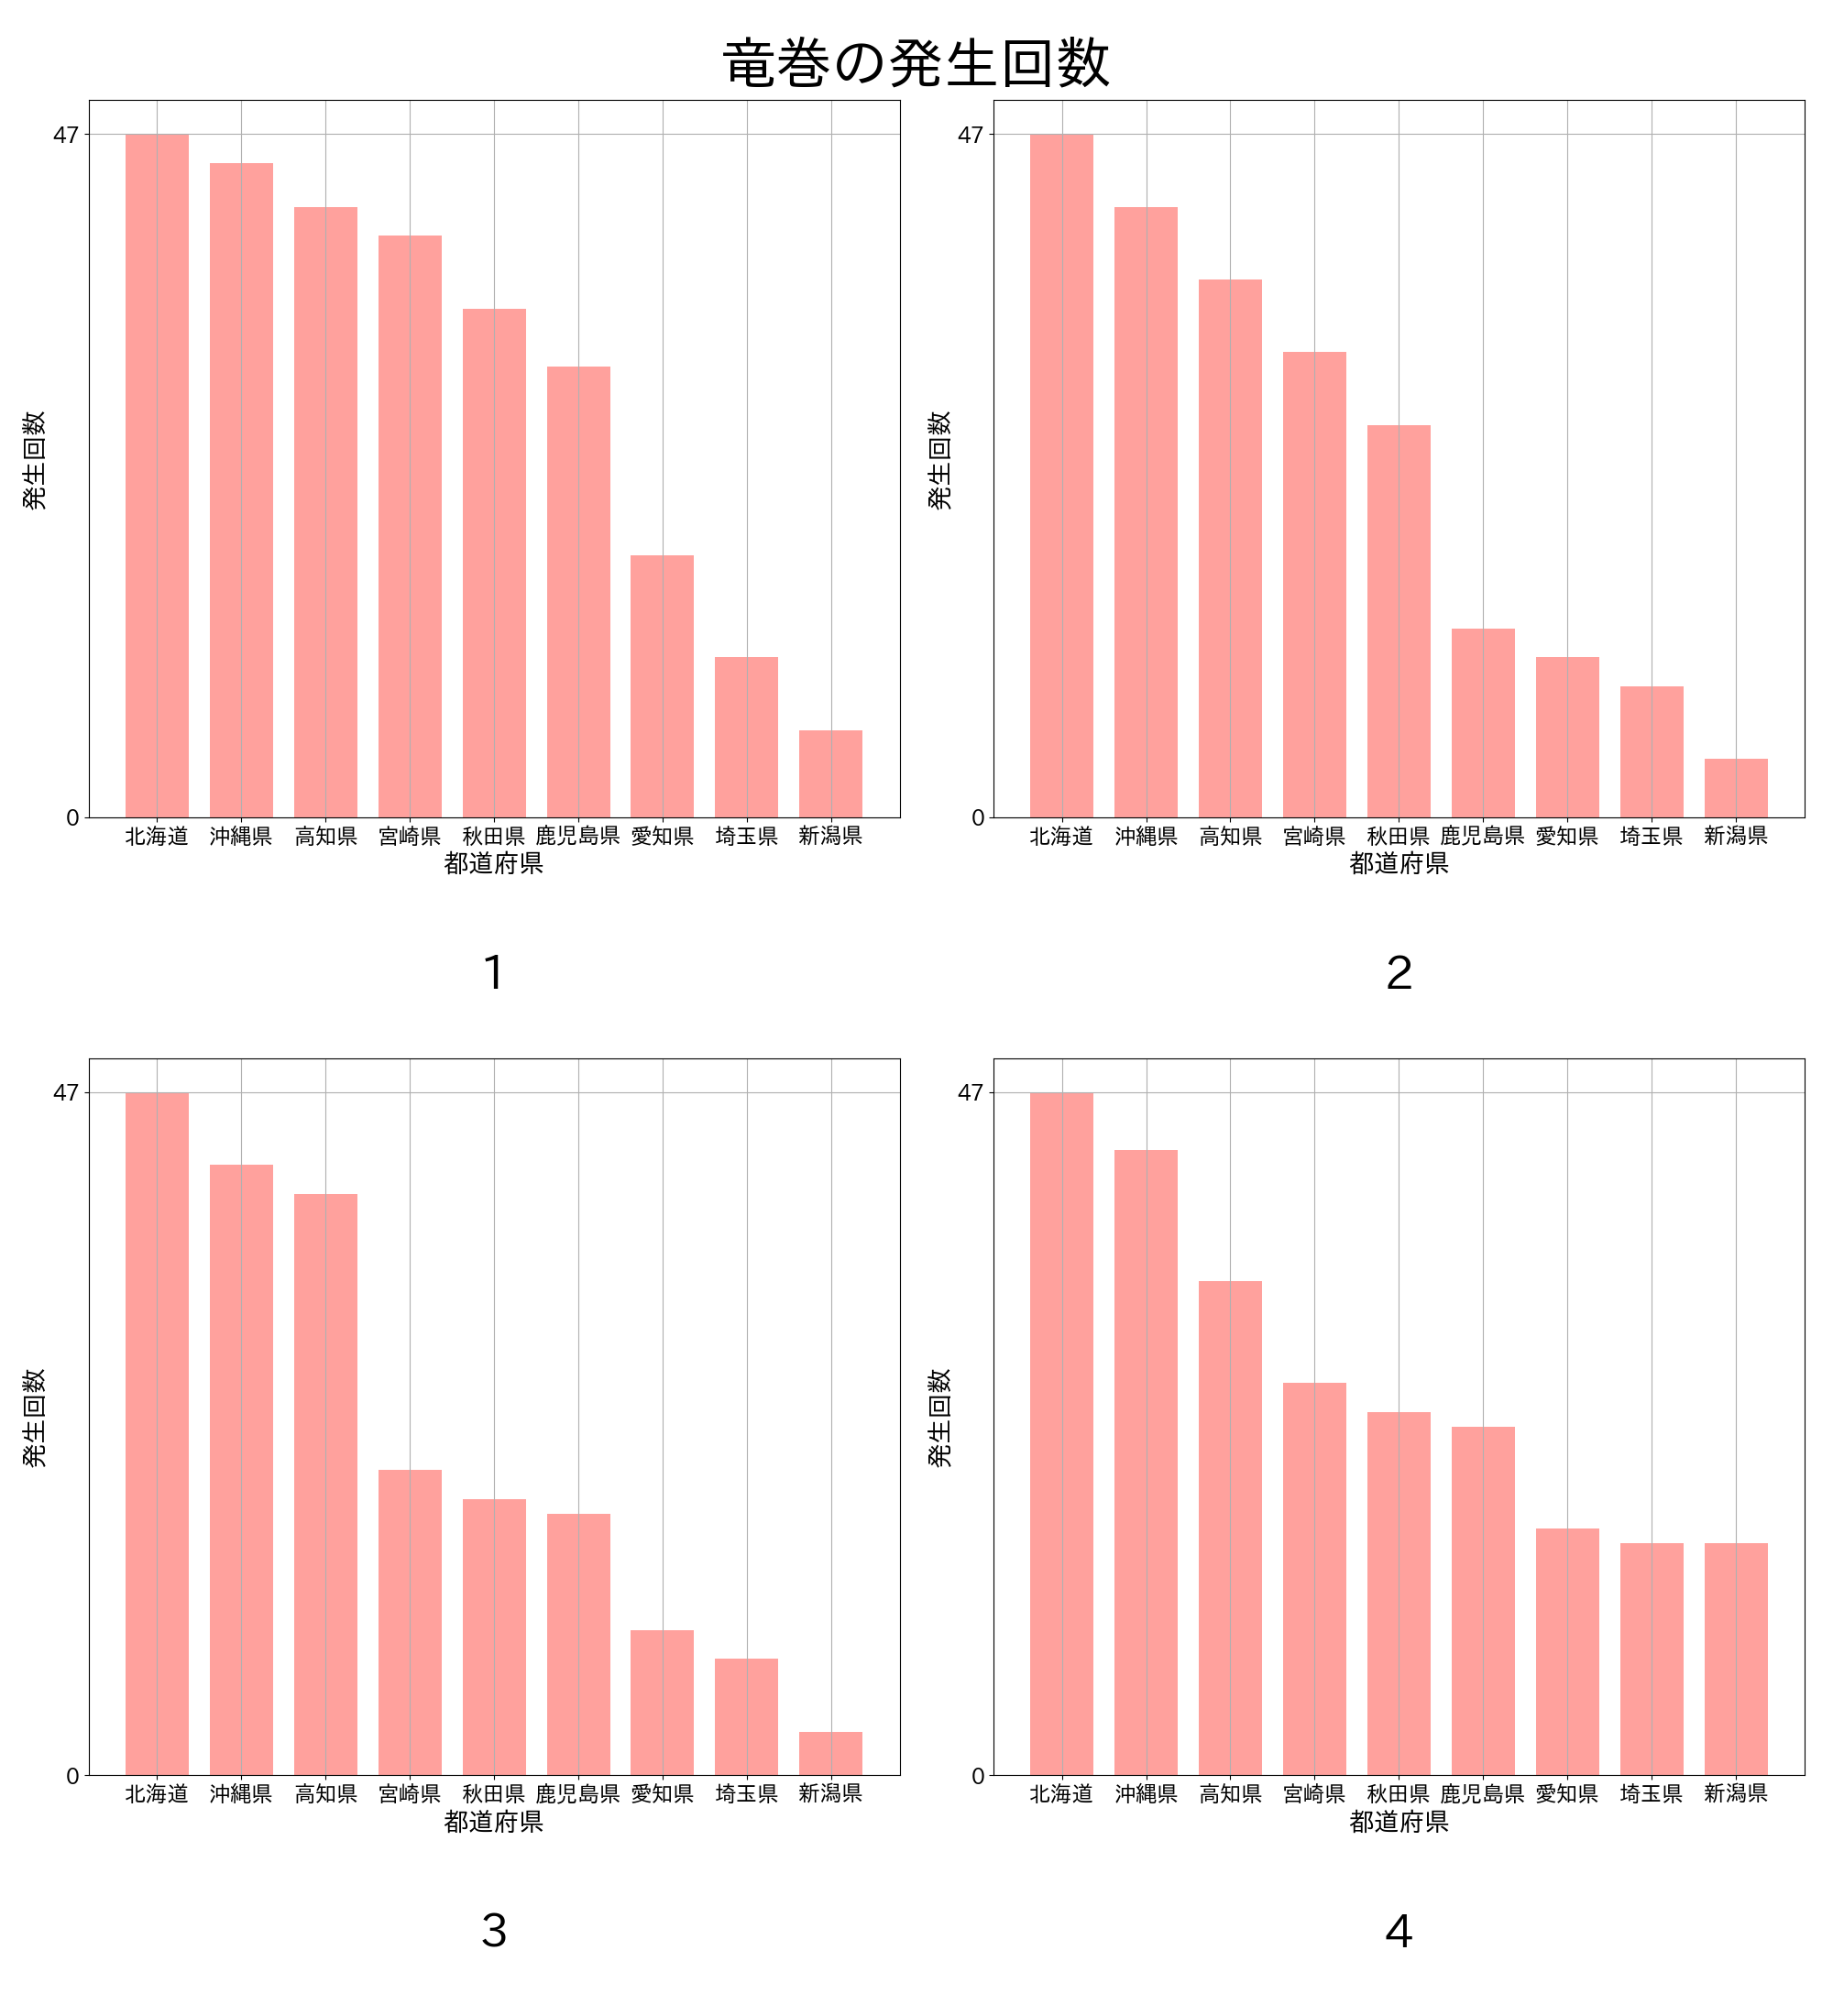 竜巻の発生回数
47
0
発生回数
北海道 沖縄県 高知県 宮崎県 秋田県 鹿児島県 愛知県 埼玉県 新潟県
都道府県
1
47
0
発生回数
北海道 沖縄県 高知県 宮崎県 秋田県 鹿児島県 愛知県 埼玉県 新潟県
都道府県
2
47
0
発生回数
北海道 沖縄県 高知県 宮崎県 秋田県 鹿児島県 愛知県 埼玉県 新潟県
都道府県
3
47
0
発生回数
北海道 沖縄県 高知県 宮崎県 秋田県 鹿児島県 愛知県 埼玉県 新潟県
都道府県
4